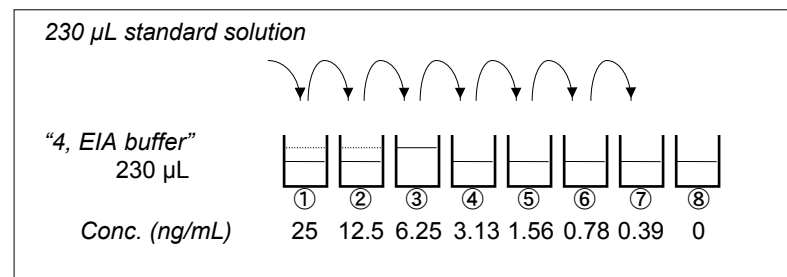 230 µL standard solution
“4, EIA buffer”
230 µL
① ② ③ ④ ⑤ ⑥ ⑦ ⑧
Conc. (ng/mL) 25 12.5 6.25 3.13 1.56 0.78 0.39 0